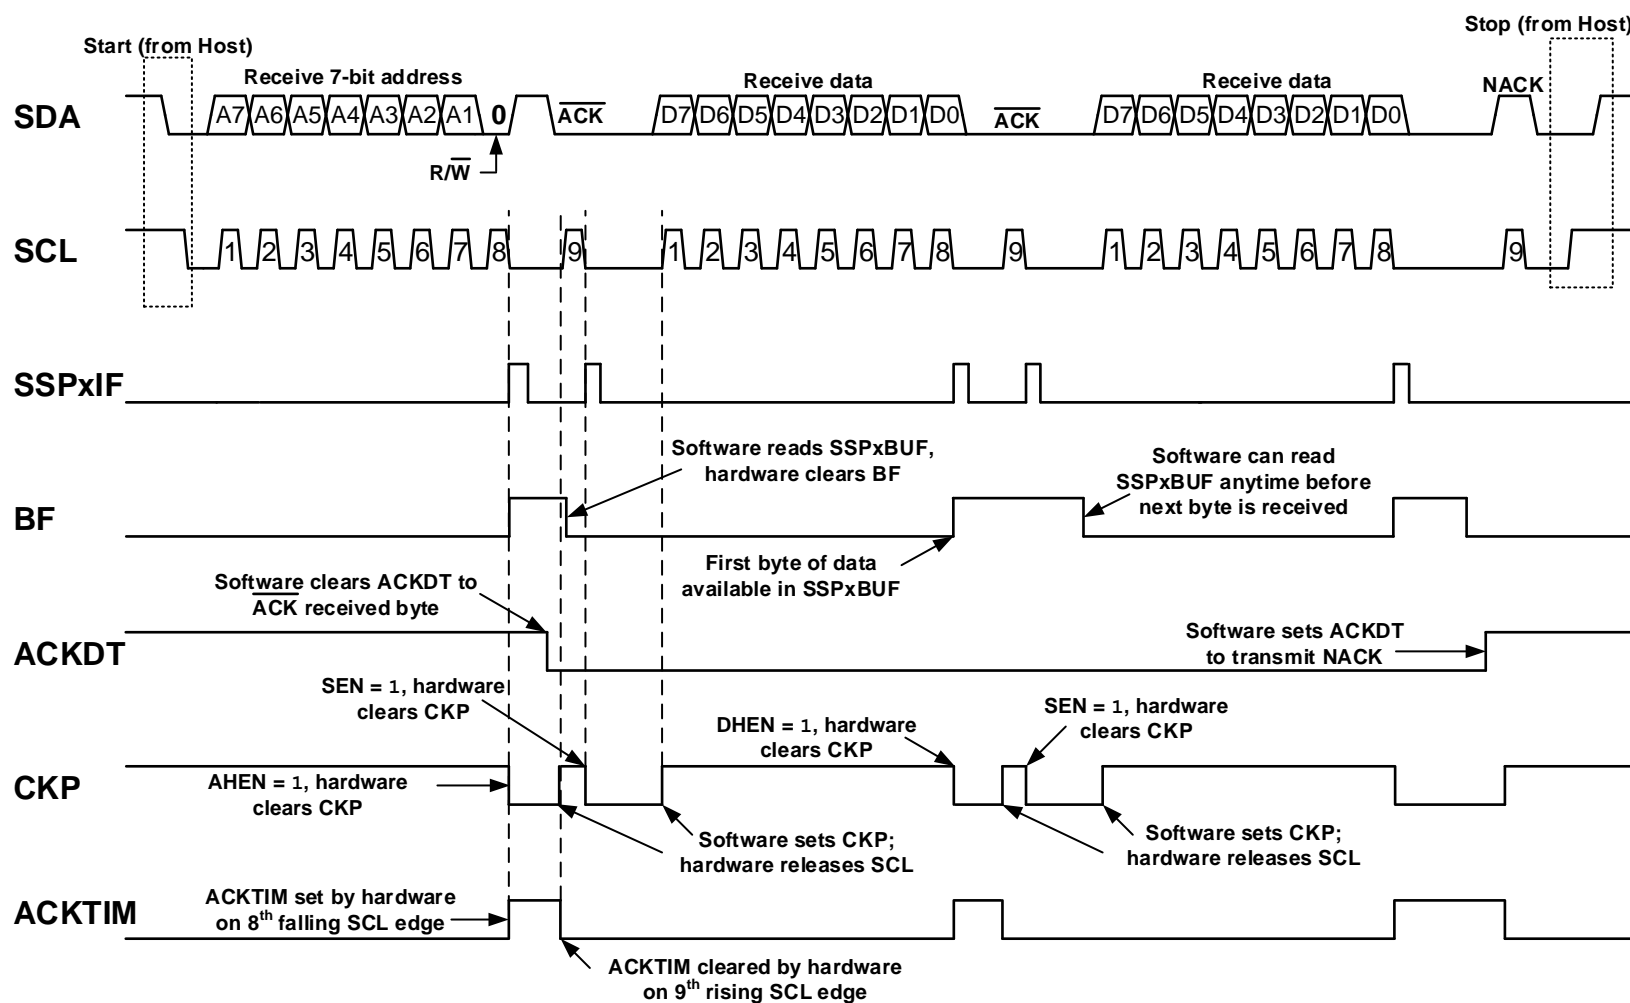 Start (from Host)
Stop (from Host)
Receive 7-bit address
Receive data
Receive data
NACK
SDA
A7 A6 A5 A4 A3 A2 A1 0 ACK D7 D6 D5 D4 D3 D2 D1 D0 ACK D7 D6 D5 D4 D3 D2 D1 D0
R/W
SCL
1 2 3 4 5 6 7 8 9 1 2 3 4 5 6 7 8 9 1 2 3 4 5 6 7 8 9
SSPxIF
Software reads SSPxBUF,
hardware clears BF
Software can read
SSPxBUF anytime before
next byte is received
BF
First byte of data
available in SSPxBUF
Software clears ACKDT to
ACK received byte
ACKDT
Software sets ACKDT
to transmit NACK
SEN = 1, hardware
clears CKP
DHEN = 1, hardware
clears CKP
SEN = 1, hardware
clears CKP
CKP
AHEN = 1, hardware
clears CKP
Software sets CKP;
hardware releases SCL
Software sets CKP;
hardware releases SCL
ACKTIM
ACKTIM set by hardware
on 8th falling SCL edge
ACKTIM cleared by hardware
on 9th rising SCL edge